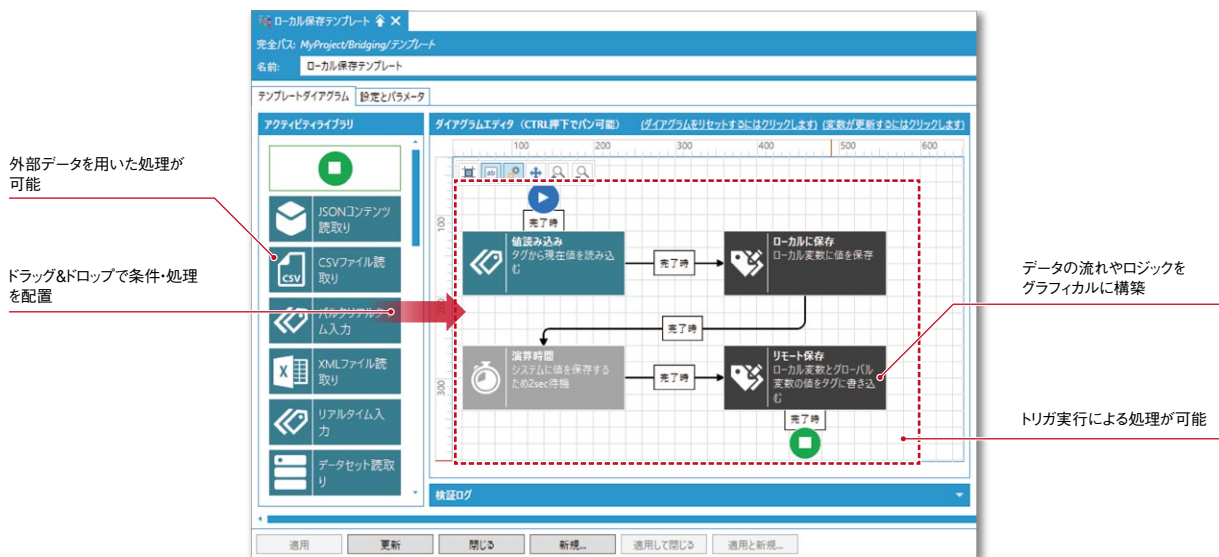 ローカル保存テンプレート
完全パス: MyProject/Bridging/テンプレート
名前: ローカル保存テンプレート
テンプレートダイアグラム 設定とパラメータ
アクティビティライブラリ
ダイアグラムエディタ（CTRL押下でパン可能） (ダイアグラムをリセットするにはクリックします) (変数が更新するにはクリックします)
100 200 300 400 500 600
100
300
外部データを用いた処理が
可能
ドラッグ&ドロップで条件・処理
を配置
JSONコンテンツ
読取り
CSV
CSVファイル読
取り
バルクリアルタイ
ム入力
XMLファイル読
取り
リアルタイム入
力
データセット読取
り
完了時
値読み込み
タグから現在値を読み込
む
完了時
ローカルに保存
ローカル変数に値を保存
完了時
演算時間
システムに値を保存する
ため2sec待機
完了時
リモート保存
ローカル変数とグローバル
変数の値をタグに書き込
む
完了時
データの流れやロジックを
グラフィカルに構築
トリガ実行による処理が可能
検証ログ
適用 更新 閉じる 新規... 適用して閉じる 適用と新規...